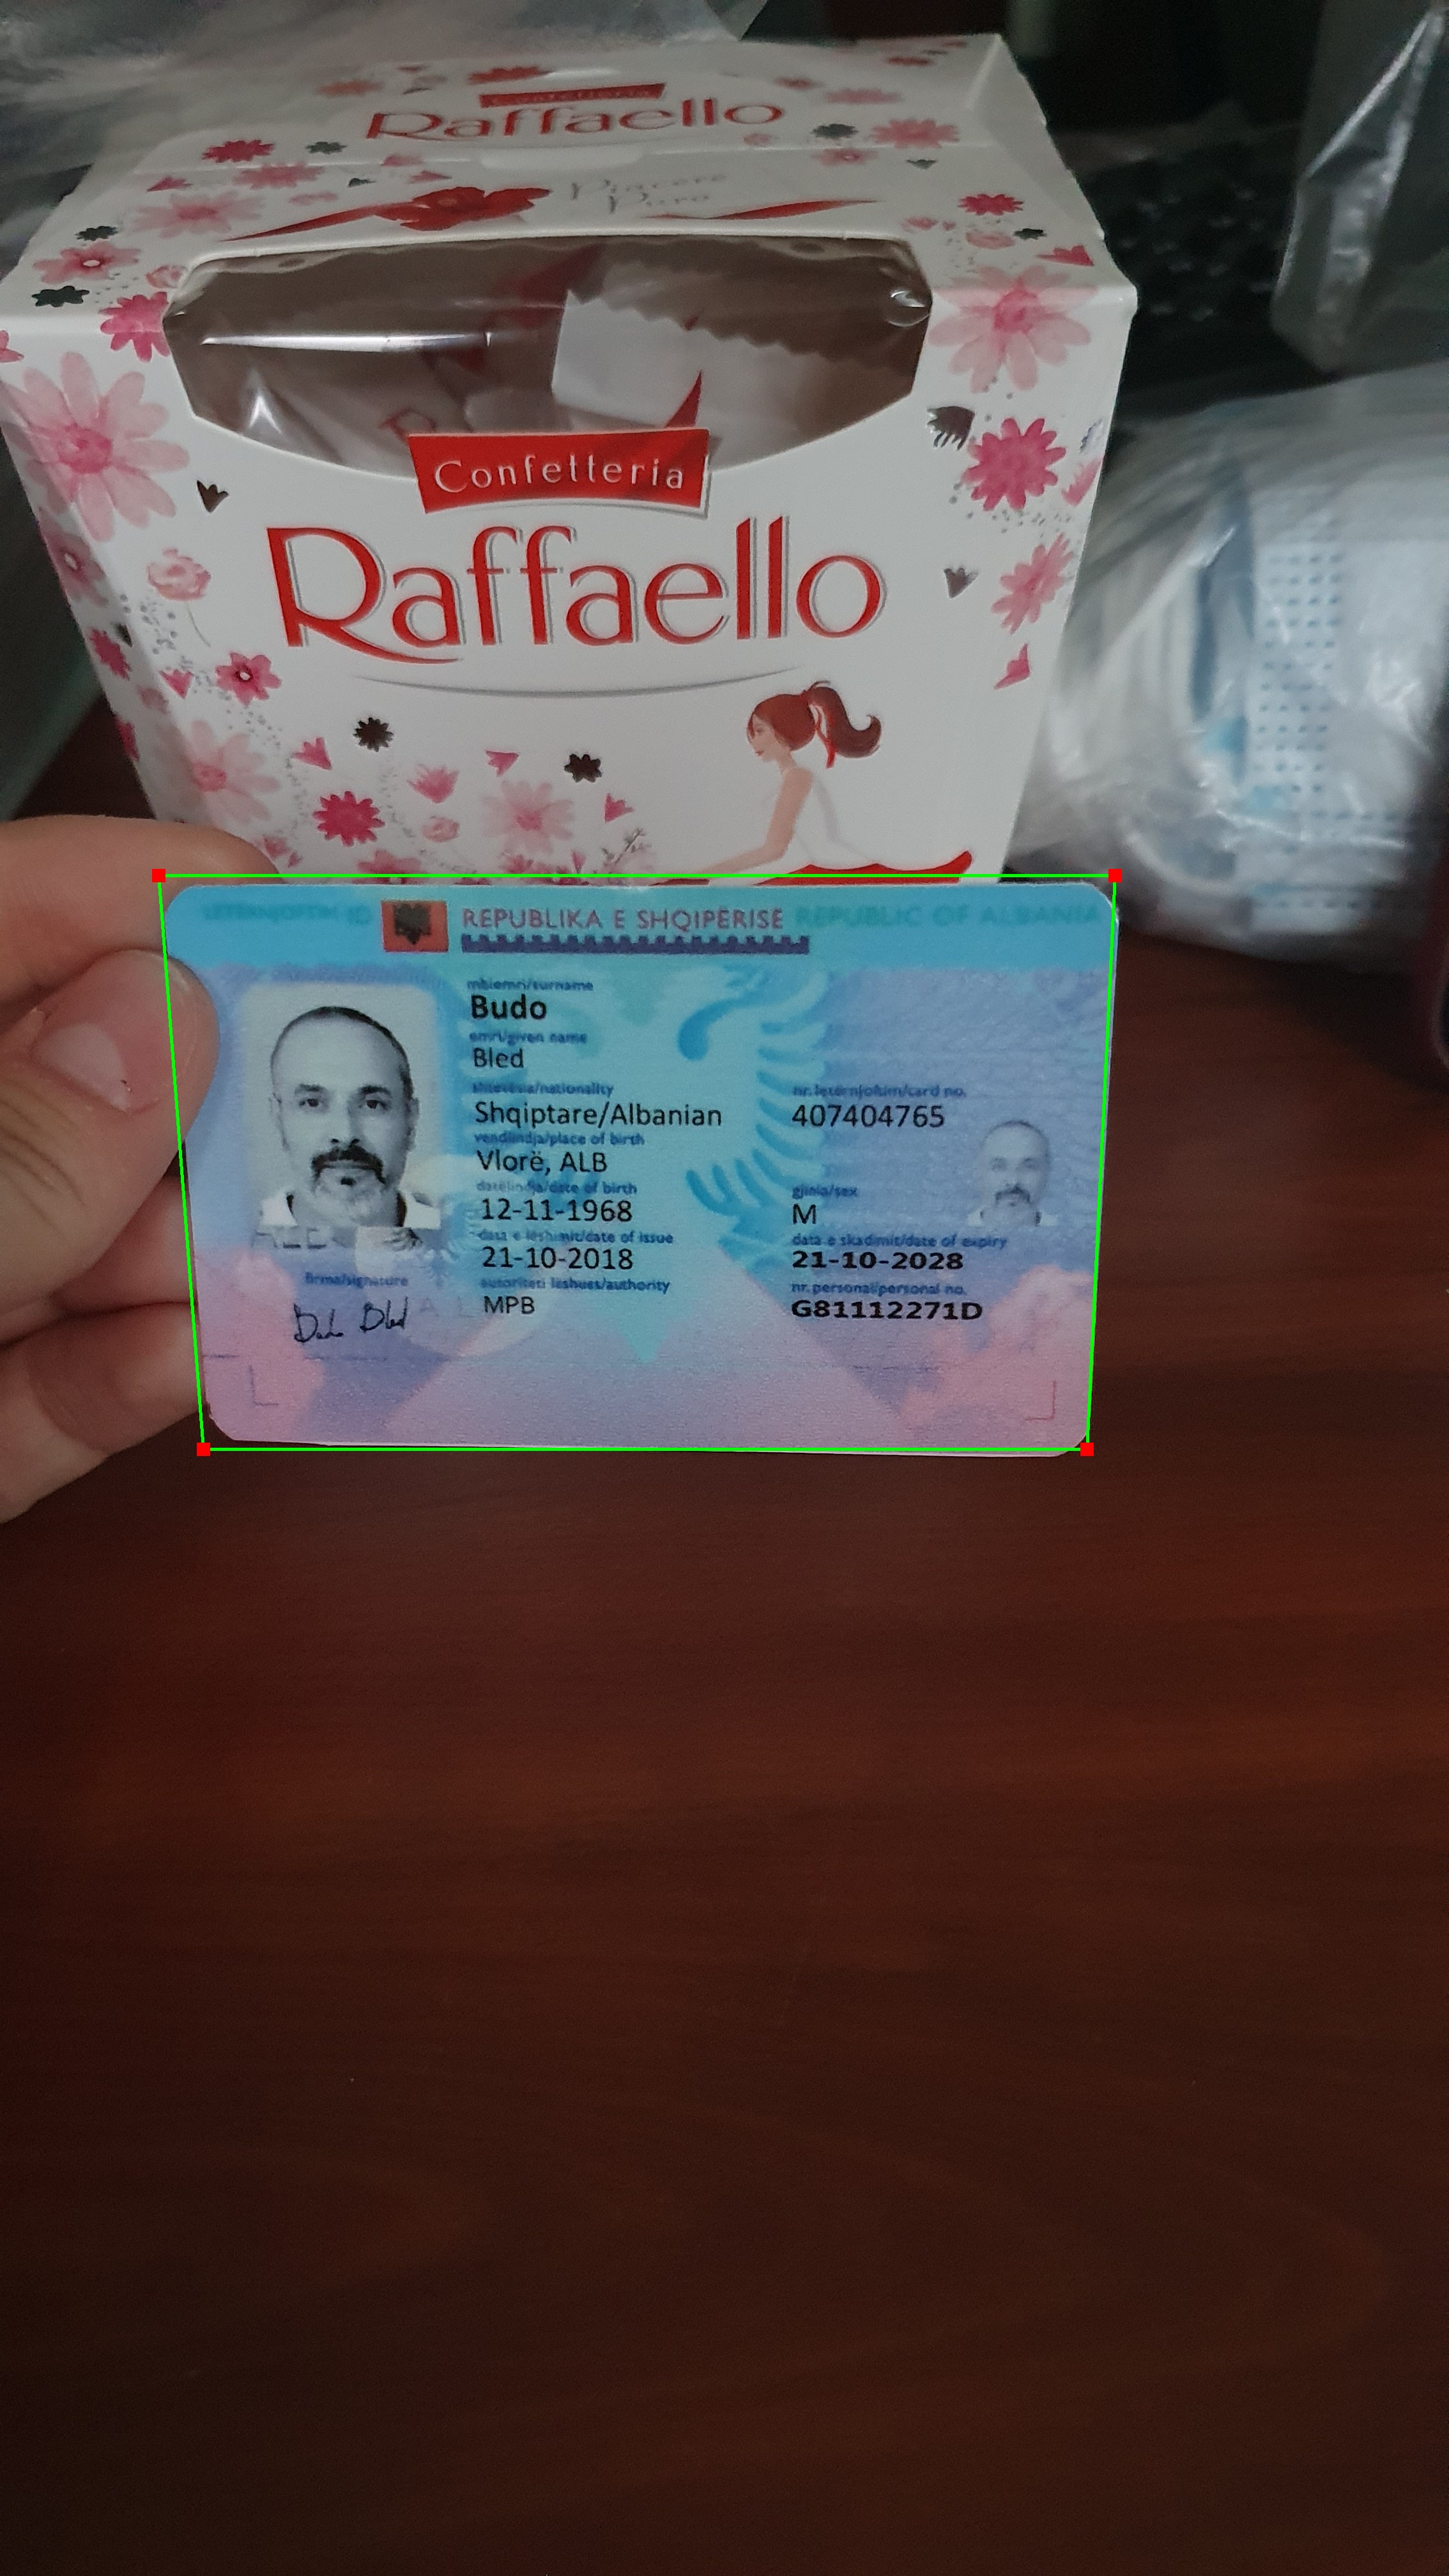 Confetteria
Raffaello
Piacere
Puro
Confetteria
Raffaello
LETËRNJOFTIM ID
REPUBLIKA E SHQIPËRISË REPUBLIC OF ALBANIA
mbiemri/surname
Budo
emri/given name
Bled
shtetësia/nationality
Shqiptare/Albanian
nr.letërnjoftim/card no.
407404765
vendlindja/place of birth
Vlorë, ALB
datëlindja/date of birth
12-11-1968
gjinia/sex
M
data e lëshimit/date of issue
21-10-2018
data e skadimit/date of expiry
21-10-2028
autoriteti lëshues/authority
MPB
nr.personal/personal no.
G81112271D
firma/signature
Bled